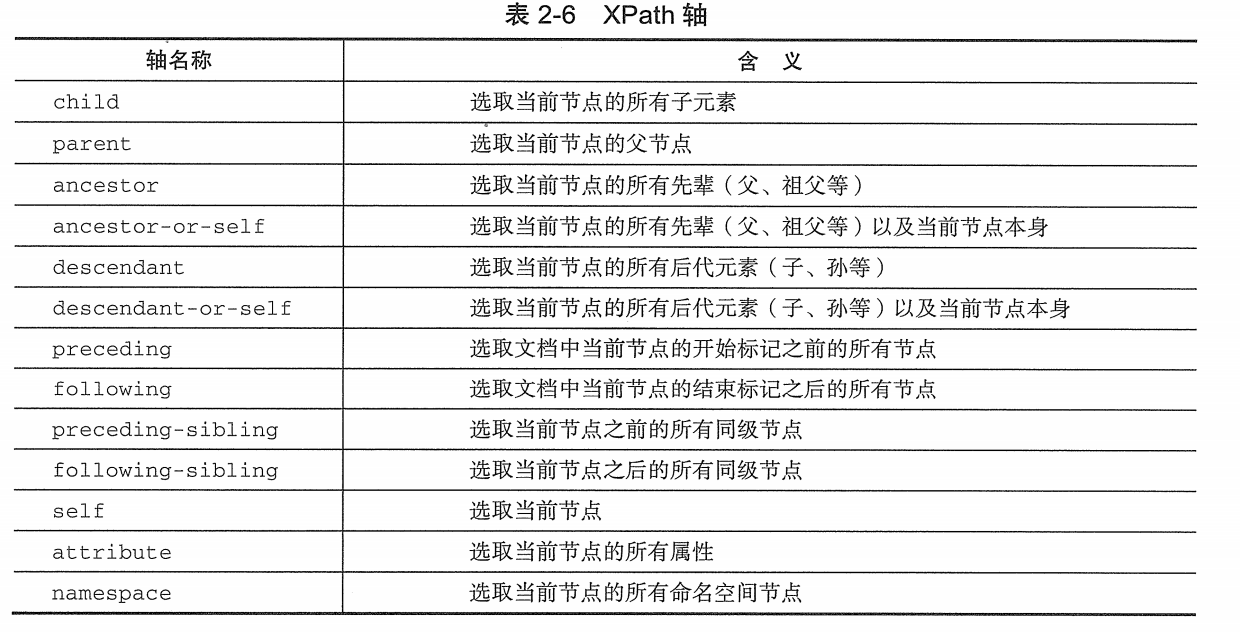 表 2-6 XPath 轴
轴名称 含 义
child 选取当前节点的所有子元素
parent 选取当前节点的父节点
ancestor 选取当前节点的所有先辈（父、祖父等）
ancestor-or-self 选取当前节点的所有先辈（父、祖父等）以及当前节点本身
descendant 选取当前节点的所有后代元素（子、孙等）
descendant-or-self 选取当前节点的所有后代元素（子、孙等）以及当前节点本身
preceding 选取文档中当前节点的开始标记之前的所有节点
following 选取文档中当前节点的结束标记之后的所有节点
preceding-sibling 选取当前节点之前的所有同级节点
following-sibling 选取当前节点之后的所有同级节点
self 选取当前节点
attribute 选取当前节点的所有属性
namespace 选取当前节点的所有命名空间节点